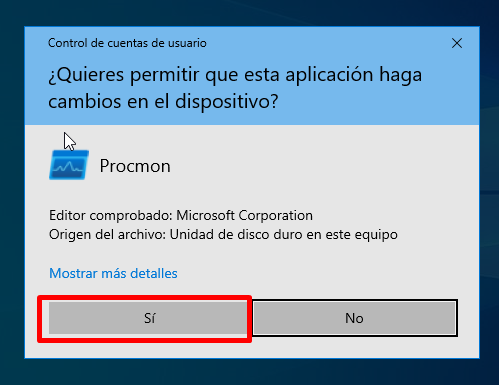 Control de cuentas de usuario
¿Quieres permitir que esta aplicación haga
cambios en el dispositivo?
Procmon
Editor comprobado: Microsoft Corporation
Origen del archivo: Unidad de disco duro en este equipo
Mostrar más detalles
Sí
No